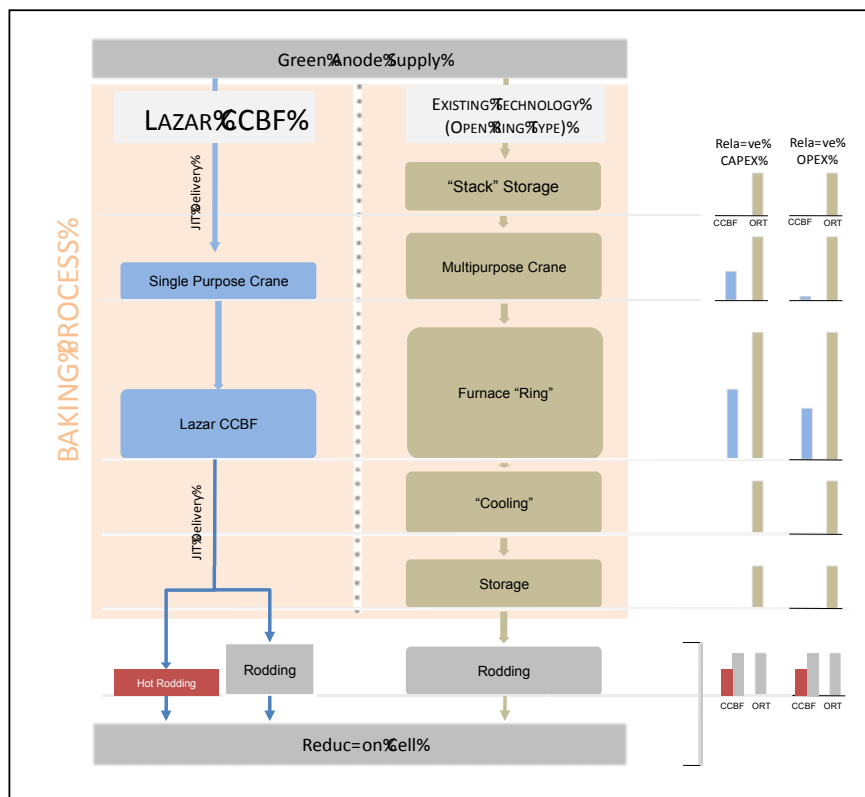 Green%Anode%Supply%
LAZAR%CCBF%
EXISTING%TECHNOLOGY%
(OPEN%RING%TYPE)%
Rela=ve%
CAPEX%
Rela=ve%
OPEX%
JIT%Delivery%
"Stack" Storage
CCBF ORT
CCBF ORT
BAKING%PROCESS%
Single Purpose Crane
Multipurpose Crane
Furnace "Ring"
Lazar CCBF
JIT%Delivery%
"Cooling"
Storage
Hot Rodding
Rodding
Rodding
CCBF ORT
CCBF ORT
Reduc=on%Cell%